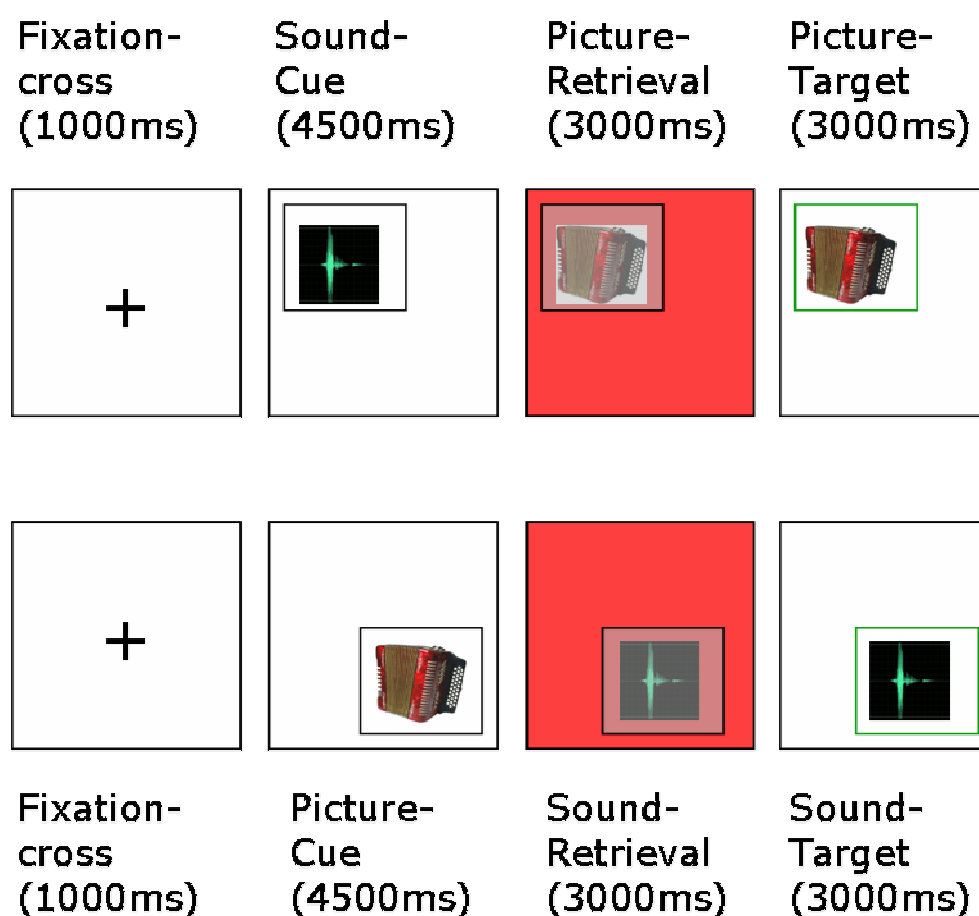 Fixation- Sound- Picture- Picture-
cross Cue Retrieval Target
(1000ms) (4500ms) (3000ms) (3000ms)
Fixation- Picture- Sound- Sound-
cross Cue Retrieval Target
(1000ms) (4500ms) (3000ms) (3000ms)